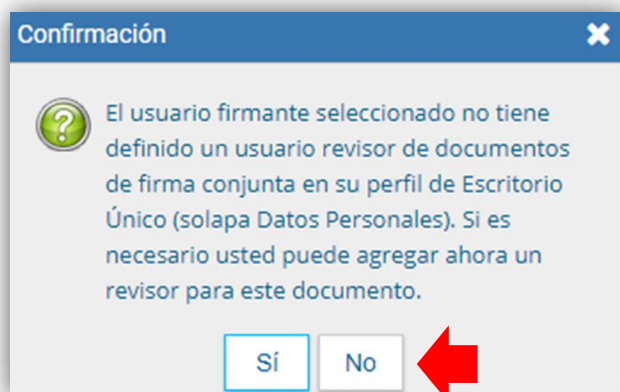 Confirmación
El usuario firmante seleccionado no tiene
definido un usuario revisor de documentos
de firma conjunta en su perfil de Escritorio
Único (solapa Datos Personales). Si es
necesario usted puede agregar ahora un
revisor para este documento.
Sí No